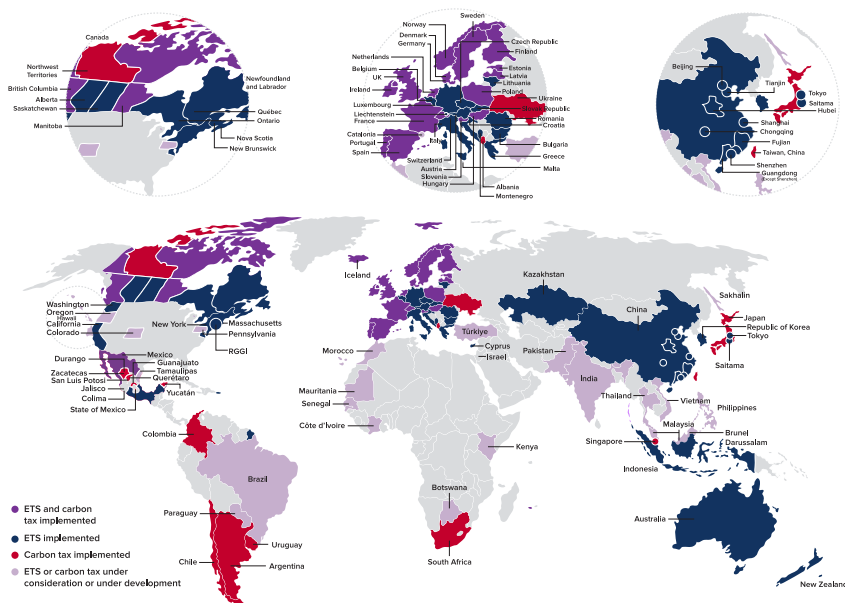 Canada
Northwest
Territories
British Columbia
Alberta
Saskatchewan
Manitoba
Newfoundland
and Labrador
Québec
Ontario
Nova Scotia
New Brunswick
Sweden
Norway
Denmark
Germany
Netherlands
Belgium
UK
Ireland
Luxembourg
Liechtenstein
France
Catalonia
Portugal
Spain
Italy
Switzerland
Austria
Slovenia
Hungary
Czech Republic
Finland
Estonia
Latvia
Lithuania
Poland
Ukraine
Slovak Republic
Romania
Croatia
Bulgaria
Greece
Malta
Albania
Montenegro
Beijing
Tianjin
Tokyo
Saitama
Hubei
Shanghai
Chongqing
Fujian
Taiwan, China
Shenzhen
Guangdong
(Except Shenzhen)
Washington
Oregon
Hawaii
California
Colorado
New York
Massachusetts
Pennsylvania
RGGI
Mexico
Durango
Guanajuato
Tamaulipas
Zacatecas
Querétaro
San Luis Potosi
Jalisco
Yucatán
Colima
State of Mexico
Colombia
Brazil
Paraguay
Uruguay
Chile
Argentina
Iceland
Türkiye
Cyprus
Israel
Morocco
Mauritania
Senegal
Côte d'Ivoire
Kenya
Botswana
South Africa
Kazakhstan
China
Sakhalin
Japan
Republic of Korea
Tokyo
Saitama
Pakistan
India
Thailand
Vietnam
Philippines
Malaysia
Brunel
Darussalam
Singapore
Indonesia
Australia
New Zealand
ETS and carbon
tax implemented
ETS implemented
Carbon tax implemented
ETS or carbon tax under
consideration or under development